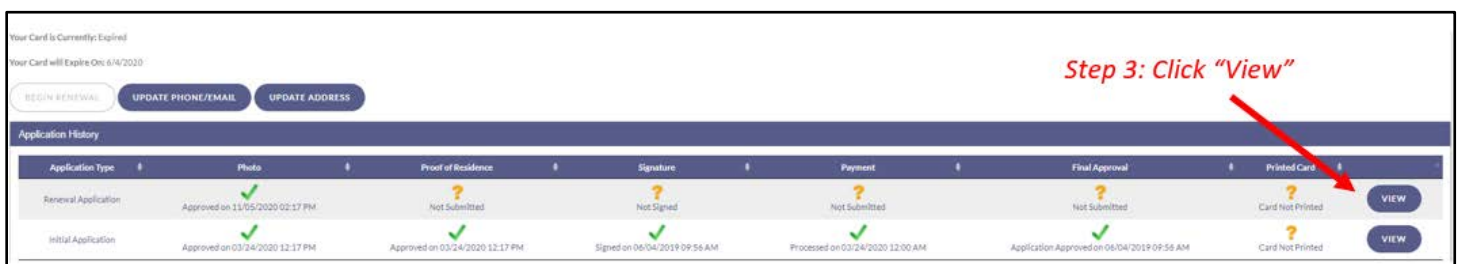 Your Card is Currently: Expired
Your Card will Expire On: 6/4/2020
Step 3: Click “View”
BEGIN RENEWAL UPDATE PHONE/EMAIL UPDATE ADDRESS
Application History
Application Type Photo Proof of Residence Signature Payment Final Approval Printed Card
Renewal Application Approved on 11/05/2020 02:17 PM Not Submitted Not Signed Not Submitted Not Submitted Card Not Printed VIEW
Initial Application Approved on 03/24/2020 12:17 PM Approved on 03/24/2020 12:17 PM Signed on 06/04/2019 09:56 AM Processed on 03/24/2020 12:00 AM Application Approved on 06/04/2019 09:56 AM Card Not Printed VIEW